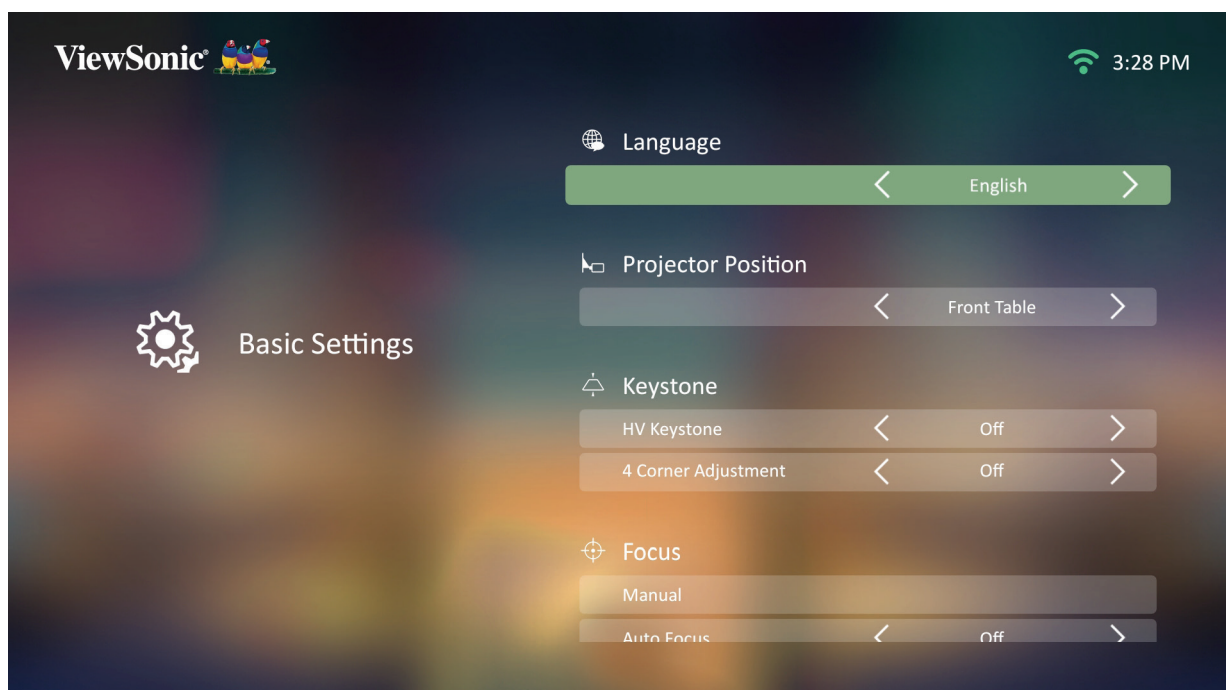 ViewSonic®
3:28 PM
Language
English
Projector Position
Front Table
Basic Settings
Keystone
HV Keystone Off
4 Corner Adjustment Off
Focus
Manual
Auto Focus Off